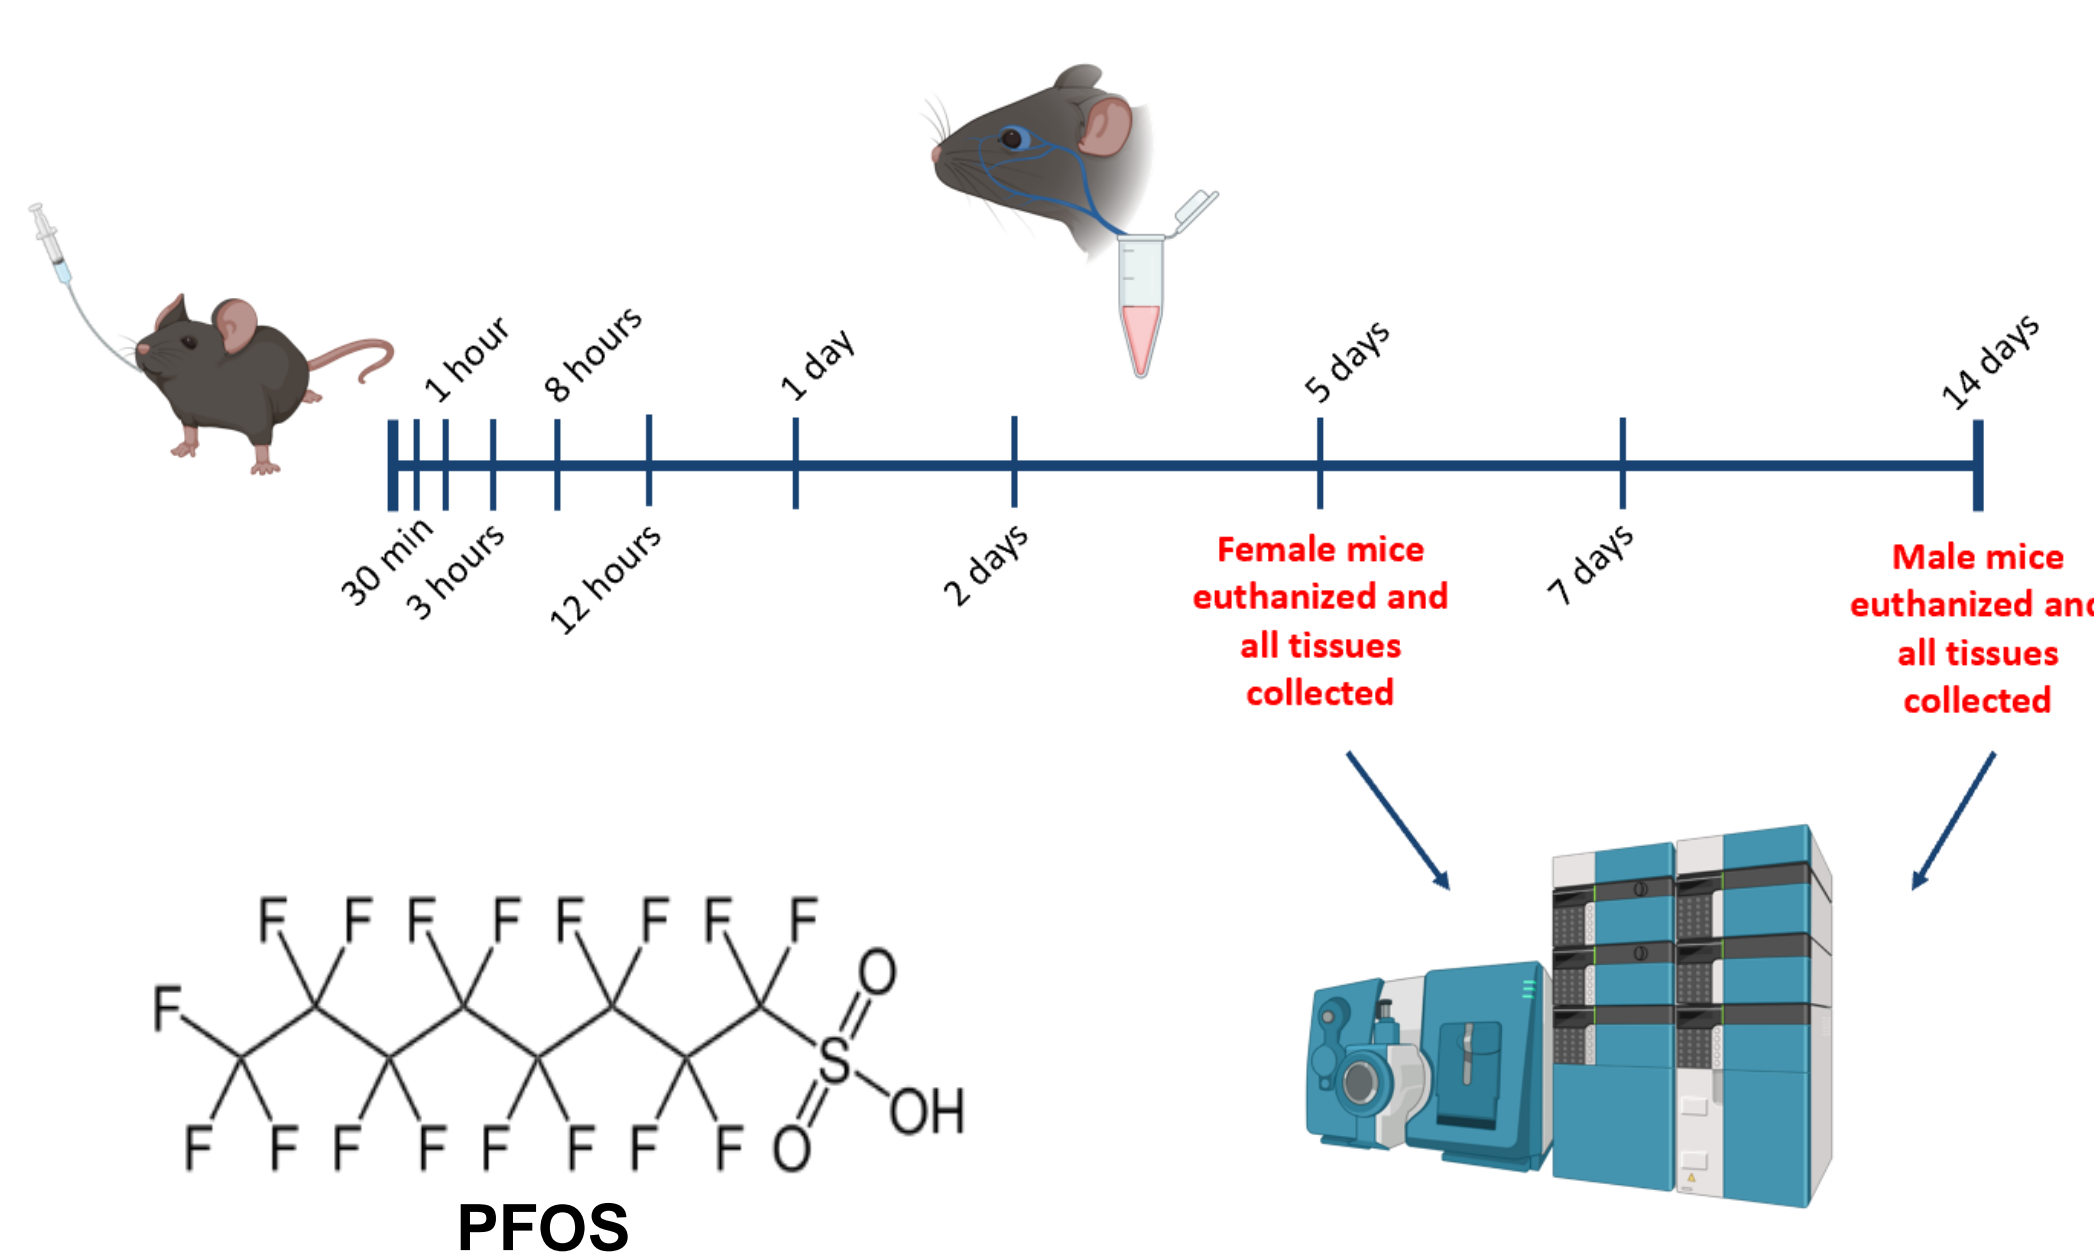 1 hour
8 hours
1 day
5 days
14 days
30 min
3 hours
12 hours
2 days
7 days
Female mice
euthanized and
all tissues
collected
Male mice
euthanized and
all tissues
collected
F F F F F F F F
O
F
S
OH
F F F F F F F F O
PFOS